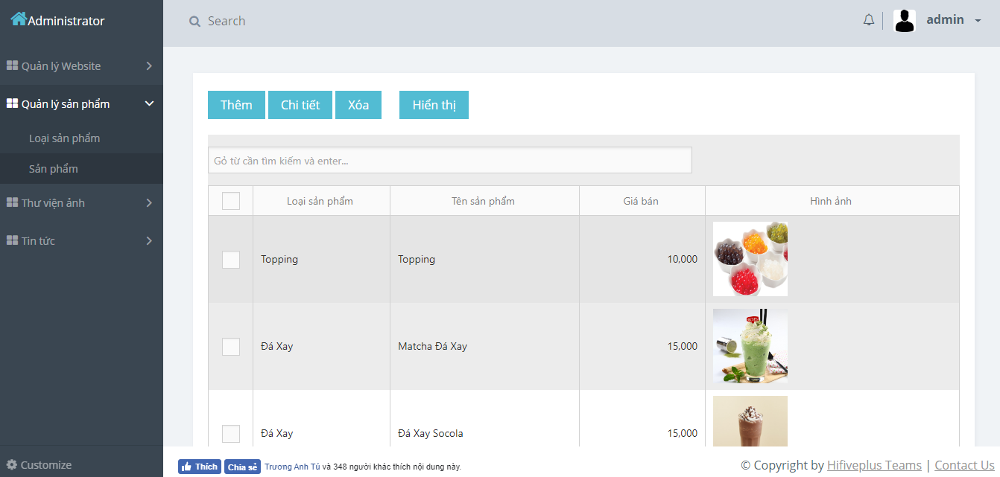 Administrator
Search
admin
Quản lý Website
Quản lý sản phẩm
Loại sản phẩm
Sản phẩm
Thư viện ảnh
Tin tức
Customize
Thêm Chi tiết Xóa Hiển thị
Gỏ từ cần tìm kiếm và enter...
Loại sản phẩm Tên sản phẩm Giá bán Hình ảnh
Topping Topping 10,000
Đá Xay Matcha Đá Xay 15,000
Đá Xay Đá Xay Socola 15,000
Thích Chia sẻ Trương Anh Tú và 348 người khác thích nội dung này.
© Copyright by Hifiveplus Teams | Contact Us